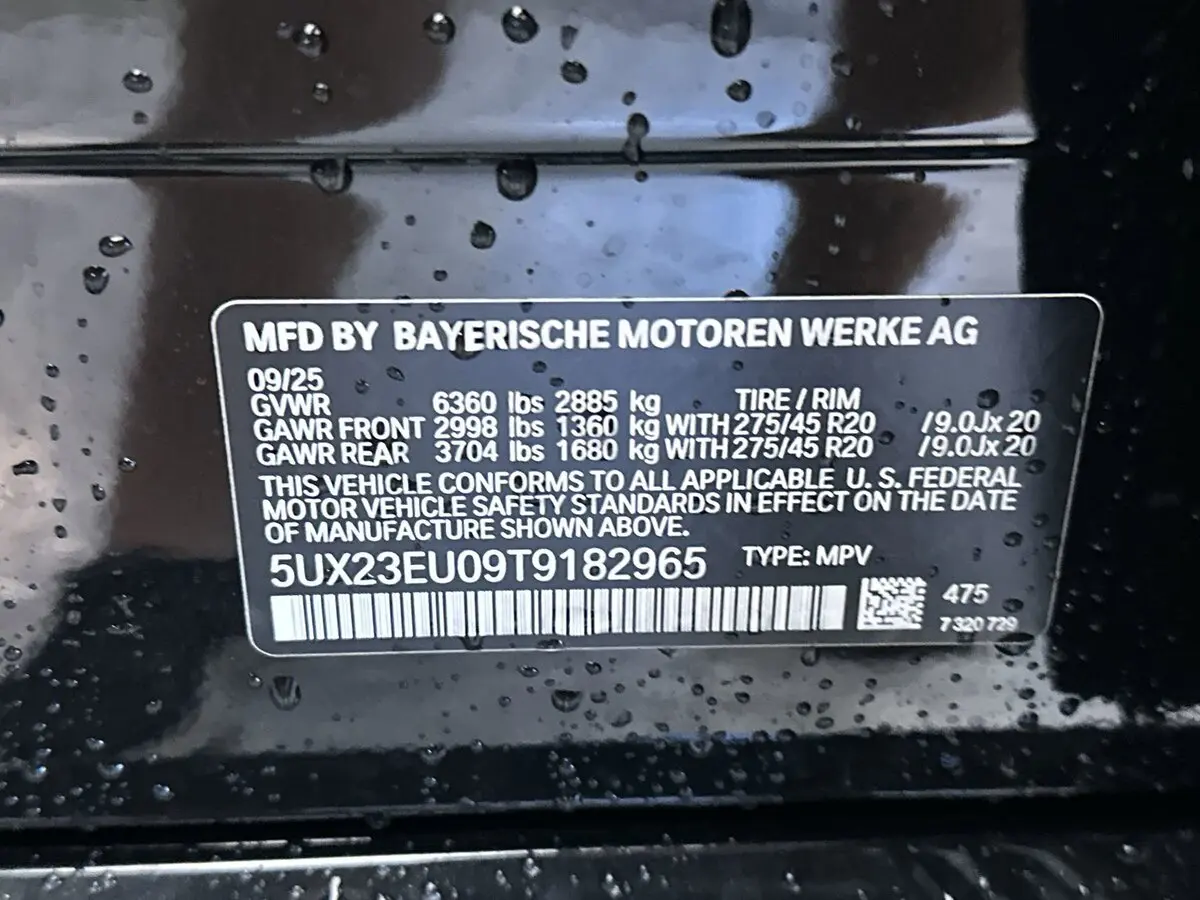 MFD BY BAYERISCHE MOTOREN WERKE AG
09/25
GVWR 6360 lbs 2885 kg TIRE / RIM
GAWR FRONT 2998 lbs 1360 kg WITH 275/45 R20 /9.0Jx20
GAWR REAR 3704 lbs 1680 kg WITH 275/45 R20 /9.0Jx20
THIS VEHICLE CONFORMS TO ALL APPLICABLE U. S. FEDERAL
MOTOR VEHICLE SAFETY STANDARDS IN EFFECT ON THE DATE
OF MANUFACTURE SHOWN ABOVE.
5UX23EU09T9182965 TYPE: MPV
475
7 320 729